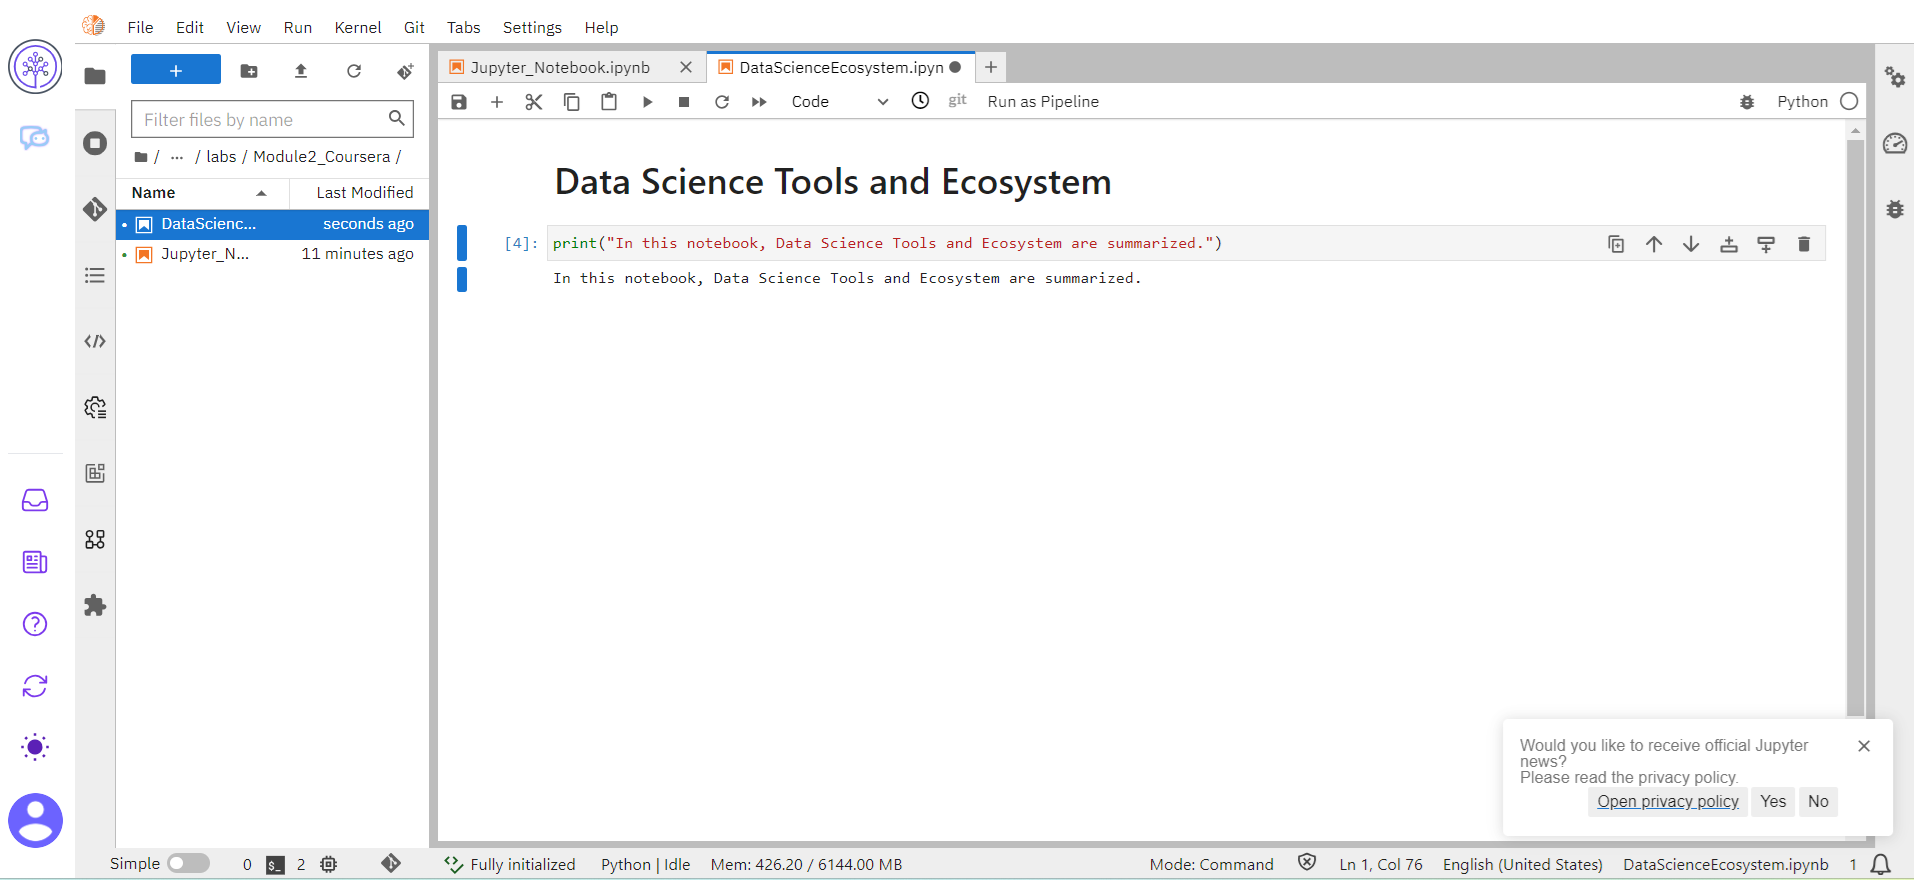 File Edit View Run Kernel Git Tabs Settings Help
Jupyter_Notebook.ipynb
DataScienceEcosystem.ipyn
Code
git
Run as Pipeline
Python
Filter files by name
/ ... / labs / Module2_Coursera /
Name Last Modified
DataScienc... seconds ago
Jupyter_N... 11 minutes ago
Data Science Tools and Ecosystem
[4]: print("In this notebook, Data Science Tools and Ecosystem are summarized.")
In this notebook, Data Science Tools and Ecosystem are summarized.
Would you like to receive official Jupyter
news?
Please read the privacy policy.
Open privacy policy Yes No
Simple 0 $_ 2 Fully initialized Python | Idle Mem: 426.20 / 6144.00 MB Mode: Command Ln 1, Col 76 English (United States) DataScienceEcosystem.ipynb 1